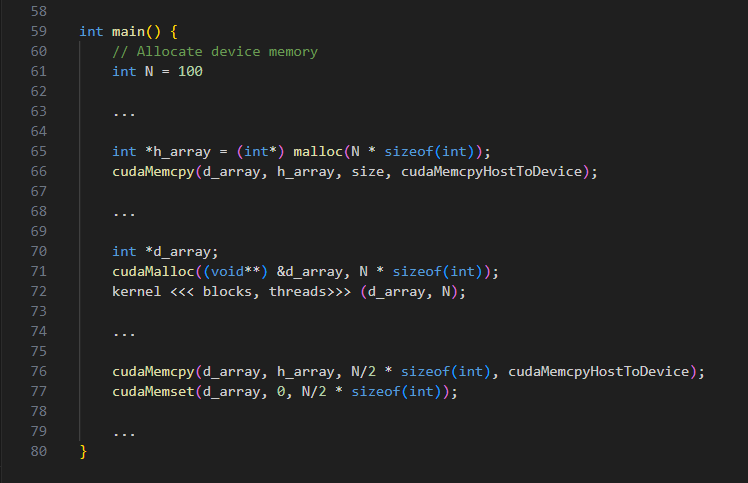 58
59 int main() {
60 // Allocate device memory
61 int N = 100
62
63 ...
64
65 int *h_array = (int*) malloc(N * sizeof(int));
66 cudaMemcpy(d_array, h_array, size, cudaMemcpyHostToDevice);
67
68 ...
69
70 int *d_array;
71 cudaMalloc((void**) &d_array, N * sizeof(int));
72 kernel <<< blocks, threads>>> (d_array, N);
73
74 ...
75
76 cudaMemcpy(d_array, h_array, N/2 * sizeof(int), cudaMemcpyHostToDevice);
77 cudaMemset(d_array, 0, N/2 * sizeof(int));
78
79 ...
80 }